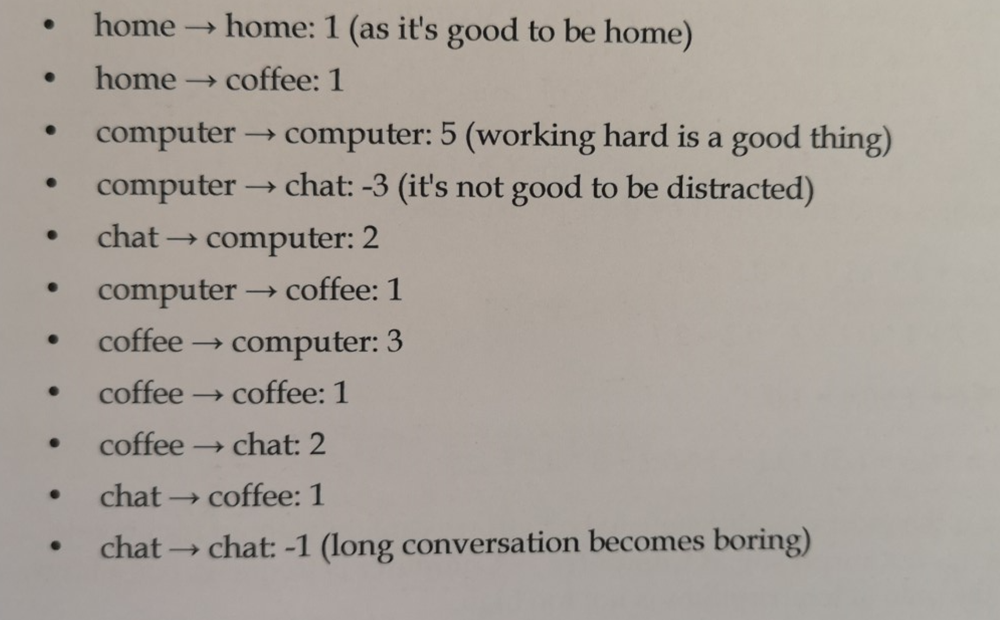 • home → home: 1 (as it's good to be home)
• home → coffee: 1
• computer → computer: 5 (working hard is a good thing)
• computer → chat: -3 (it's not good to be distracted)
• chat → computer: 2
• computer → coffee: 1
• coffee → computer: 3
• coffee → coffee: 1
• coffee → chat: 2
• chat → coffee: 1
• chat → chat: -1 (long conversation becomes boring)